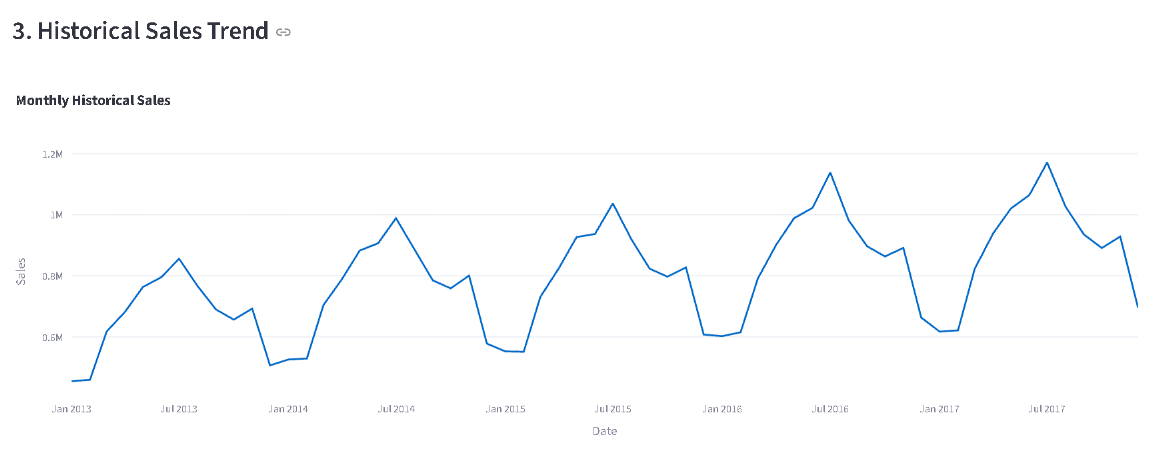 3. Historical Sales Trend
Monthly Historical Sales
1.2M
1M
0.8M
0.6M
Sales
Jan 2013 Jul 2013 Jan 2014 Jul 2014 Jan 2015 Jul 2015 Jan 2016 Jul 2016 Jan 2017 Jul 2017
Date